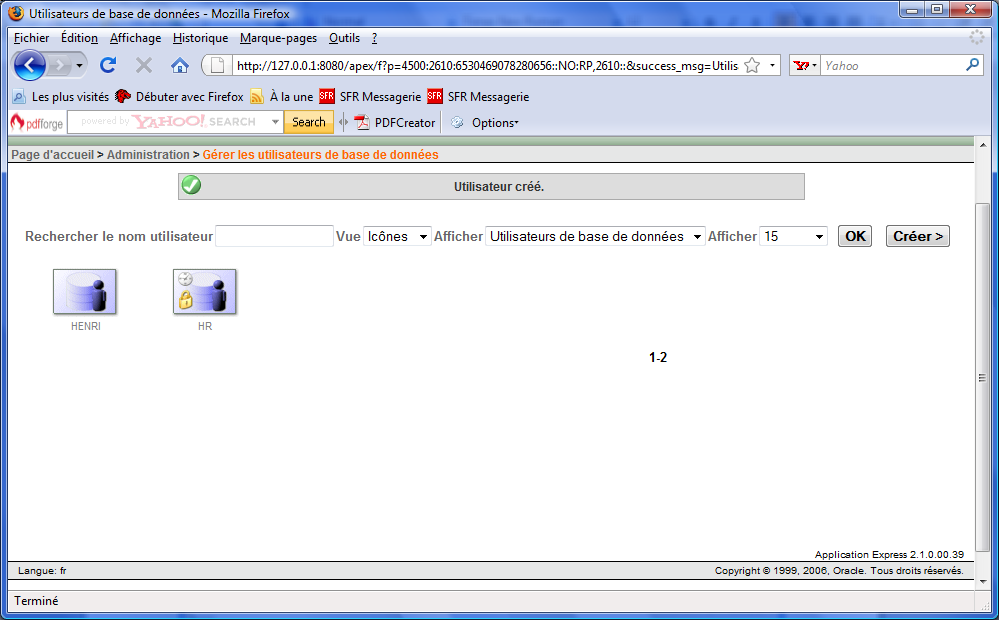 Utilisateurs de base de données - Mozilla Firefox
Fichier Édition Affichage Historique Marque-pages Outils ?
http://127.0.0.1:8080/apex/f?p=4500:2610:6530469078280656::NO:RP,2610::&success_msg=Utilis
Yahoo
Les plus visités Débuter avec Firefox À la une SFR SFR Messagerie SFR SFR Messagerie
pdfforge powered by YAHOO! SEARCH Search PDFCreator Options
Page d'accueil > Administration > Gérer les utilisateurs de base de données
Utilisateur créé.
Rechercher le nom utilisateur Vue Icônes Afficher Utilisateurs de base de données Afficher 15 OK Créer >
HENRI HR
1-2
Application Express 2.1.0.00.39
Langue: fr Copyright © 1999, 2006, Oracle. Tous droits réservés.
Terminé